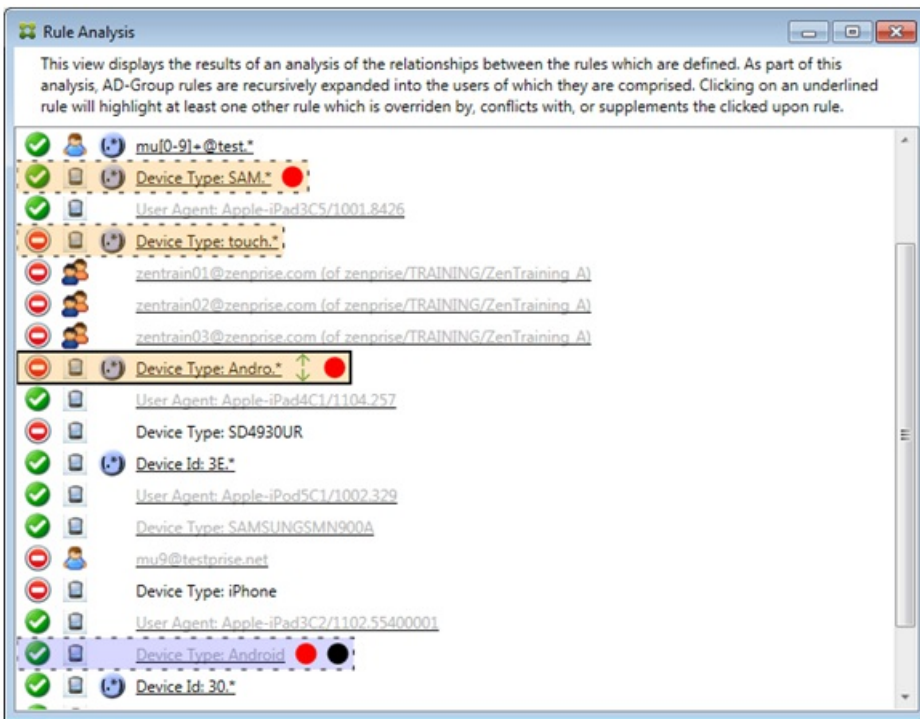 Rule Analysis
This view displays the results of an analysis of the relationships between the rules which are defined. As part of this
analysis, AD-Group rules are recursively expanded into the users of which they are comprised. Clicking on an underlined
rule will highlight at least one other rule which is overriden by, conflicts with, or supplements the clicked upon rule.
(.*) mu[0-9]+@test.*
(.*) Device Type: SAM.*
User Agent: Apple-iPad3C5/1001.8426
(.*) Device Type: touch.*
zentrain01@zenprise.com (of zenprise/TRAINING/ZenTraining_A)
zentrain02@zenprise.com (of zenprise/TRAINING/ZenTraining_A)
zentrain03@zenprise.com (of zenprise/TRAINING/ZenTraining_A)
(.*) Device Type: Andro.*
User Agent: Apple-iPad4C1/1104.257
Device Type: SD4930UR
(.*) Device Id: 3E.*
User Agent: Apple-iPod5C1/1002.329
Device Type: SAMSUNGSMN900A
mu9@testprise.net
Device Type: iPhone
User Agent: Apple-iPad3C2/1102.55400001
Device Type: Android
(.*) Device Id: 30.*